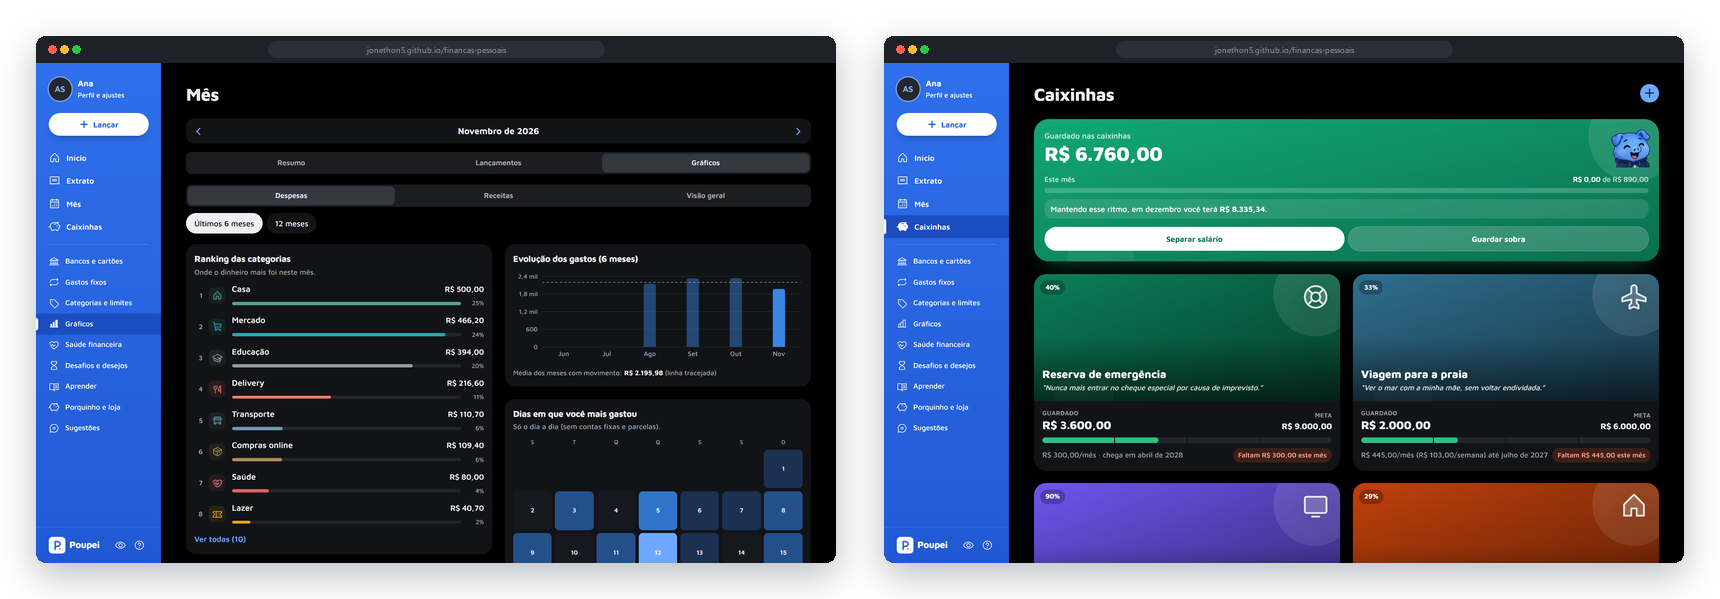 jonethon5.github.io/financas-pessoais
AS
Ana
Perfil e ajustes
+ Lançar
Início
Extrato
Mês
Caixinhas
Bancos e cartões
Gastos fixos
Categorias e limites
Gráficos
Saúde financeira
Desafios e desejos
Aprender
Porquinho e loja
Sugestões
P. Poupei
Mês
Novembro de 2026
Resumo Lançamentos Gráficos
Despesas Receitas Visão geral
Últimos 6 meses 12 meses
Ranking das categorias
Onde o dinheiro mais foi neste mês.
1 Casa R$ 500,00
25%
2 Mercado R$ 466,20
24%
3 Educação R$ 394,00
20%
4 Delivery R$ 216,60
11%
5 Transporte R$ 110,70
6%
6 Compras online R$ 109,40
6%
7 Saúde R$ 80,00
4%
8 Lazer R$ 40,70
2%
Ver todas (10)
Evolução dos gastos (6 meses)
2,4 mil
1,8 mil
1,2 mil
600
0
Jun Jul Ago Set Out Nov
Média dos meses com movimento: R$ 2.195,98 (linha tracejada)
Dias em que você mais gastou
Só o dia a dia (sem contas fixas e parcelas).
S T Q Q S S D
1
2 3 4 5 6 7 8
9 10 11 12 13 14 15
jonethon5.github.io/financas-pessoais
AS
Ana
Perfil e ajustes
+ Lançar
Início
Extrato
Mês
Caixinhas
Bancos e cartões
Gastos fixos
Categorias e limites
Gráficos
Saúde financeira
Desafios e desejos
Aprender
Porquinho e loja
Sugestões
P. Poupei
Caixinhas
+
Guardado nas caixinhas
R$ 6.760,00
Este mês R$ 0,00 de R$ 890,00
Mantendo esse ritmo, em dezembro você terá R$ 8.335,34.
Separar salário Guardar sobra
40%
Reserva de emergência
"Nunca mais entrar no cheque especial por causa de imprevisto."
GUARDADO META
R$ 3.600,00 R$ 9.000,00
R$ 300,00/mês · chega em abril de 2028 Faltam R$ 300,00 este mês
33%
Viagem para a praia
"Ver o mar com a minha mãe, sem voltar endividada."
GUARDADO META
R$ 2.000,00 R$ 6.000,00
R$ 445,00/mês (R$ 103,00/semana) até julho de 2027 Faltam R$ 445,00 este mês
90%
29%